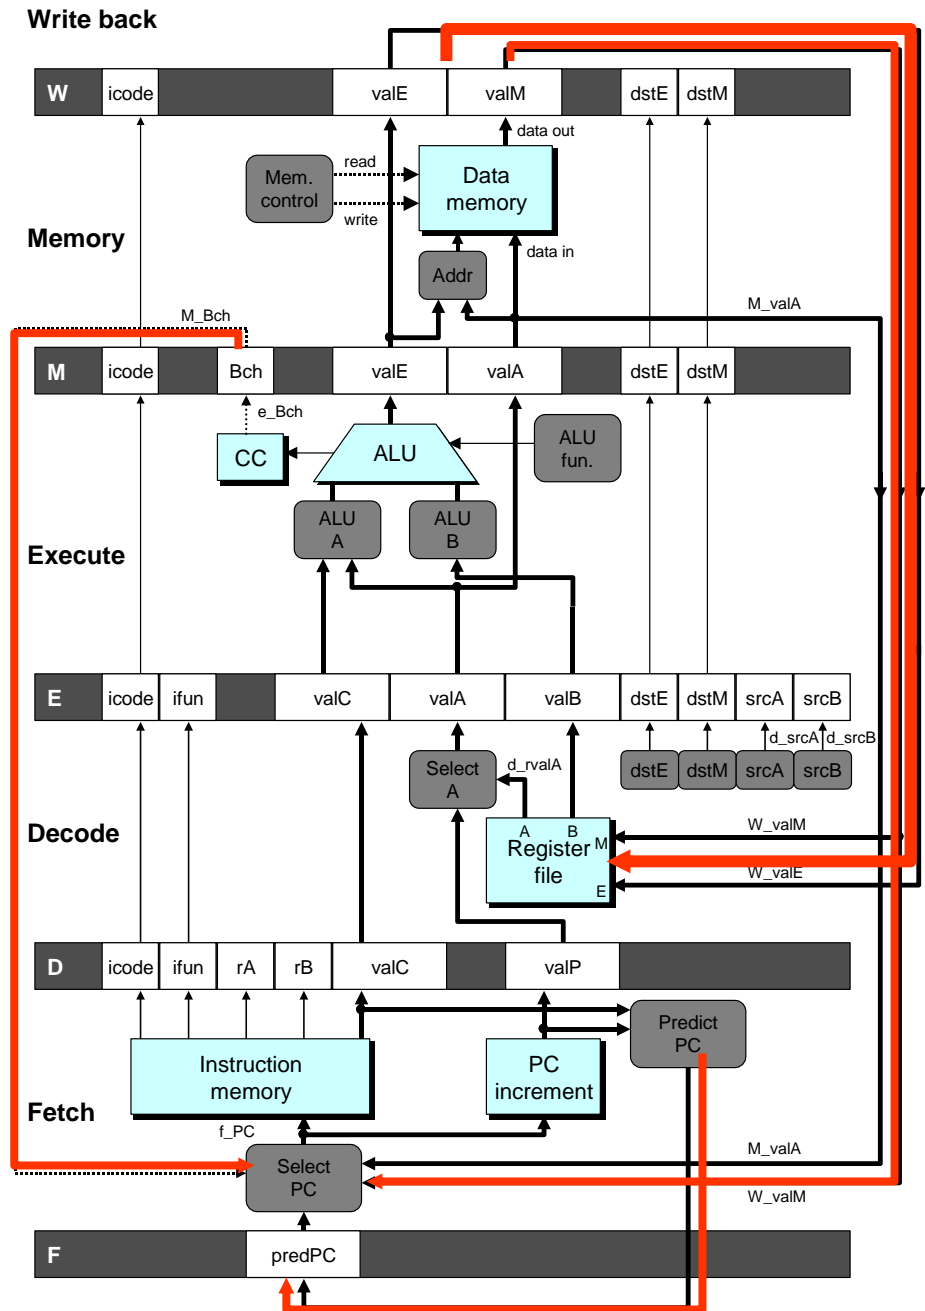 Write back
W icode valE valM dstE dstM
data out
read
Mem.
control
Data
memory
write
Memory
data in
Addr
M_Bch
M_valA
M icode Bch valE valA dstE dstM
e_Bch
CC
ALU
ALU
fun.
ALU
A
ALU
B
Execute
E icode ifun valC valA valB dstE dstM srcA srcB
d_srcA d_srcB
Select
A
d_rvalA
dstE dstM srcA srcB
Decode
A B
W_valM
Register M
file
W_valE
E
D icode ifun rA rB valC valP
Predict
PC
Instruction
memory
PC
increment
Fetch
f_PC
M_valA
Select
PC
W_valM
F predPC